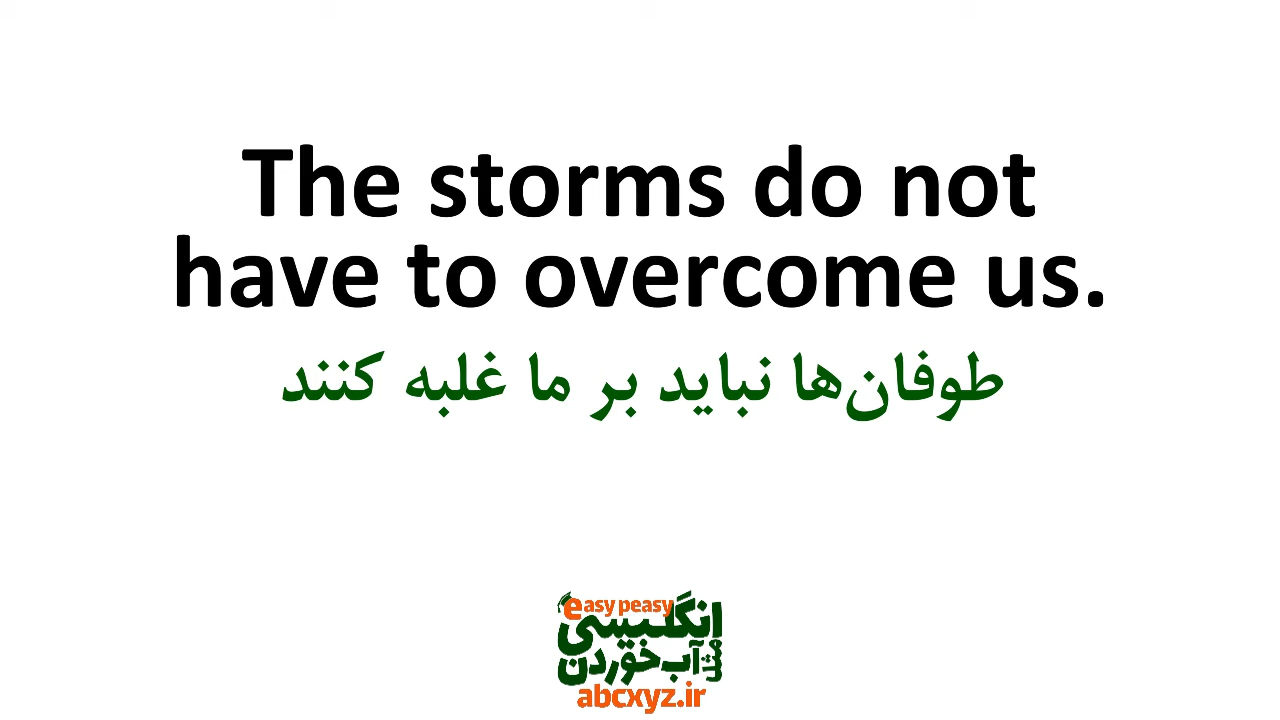 The storms do not
have to overcome us.
طوفان‌ها نباید بر ما غلبه کنند
easy peasy
انگلیسی
مثل آب خوردن
abcxyz.ir